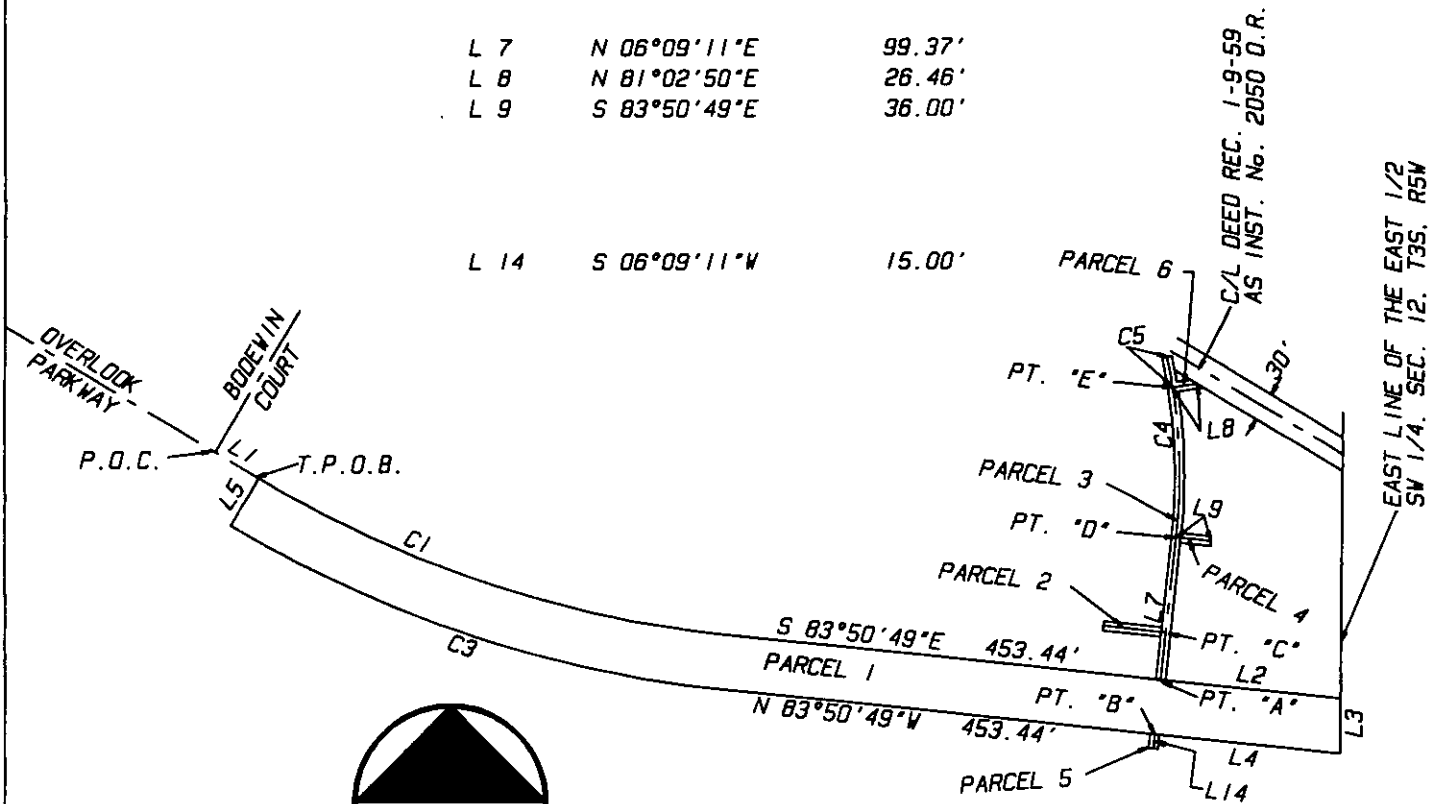 L 7 N 06°09'11"E 99.37'
L 8 N 81°02'50"E 26.46'
L 9 S 83°50'49"E 36.00'
L 14 S 06°09'11"W 15.00'
C/L DEED REC. 1-9-59
AS INST. No. 2050 O.R.
EAST LINE OF THE EAST 1/2
SW 1/4. SEC. 12. T3S. R5W
PARCEL 6
OVERLOOK
PARKWAY
BODEWIN
COURT
C5
30'
PT. "E"
L8
C4
P.O.C.
L1
T.P.O.B.
L5
PARCEL 3
L9
PT. "D"
C1
PARCEL 2
PARCEL 4
L7
S 83°50'49"E 453.44'
PT. "C"
C3
PARCEL 1
L2
PT. "B"
PT. "A"
N 83°50'49"W 453.44'
L3
L4
PARCEL 5
L14